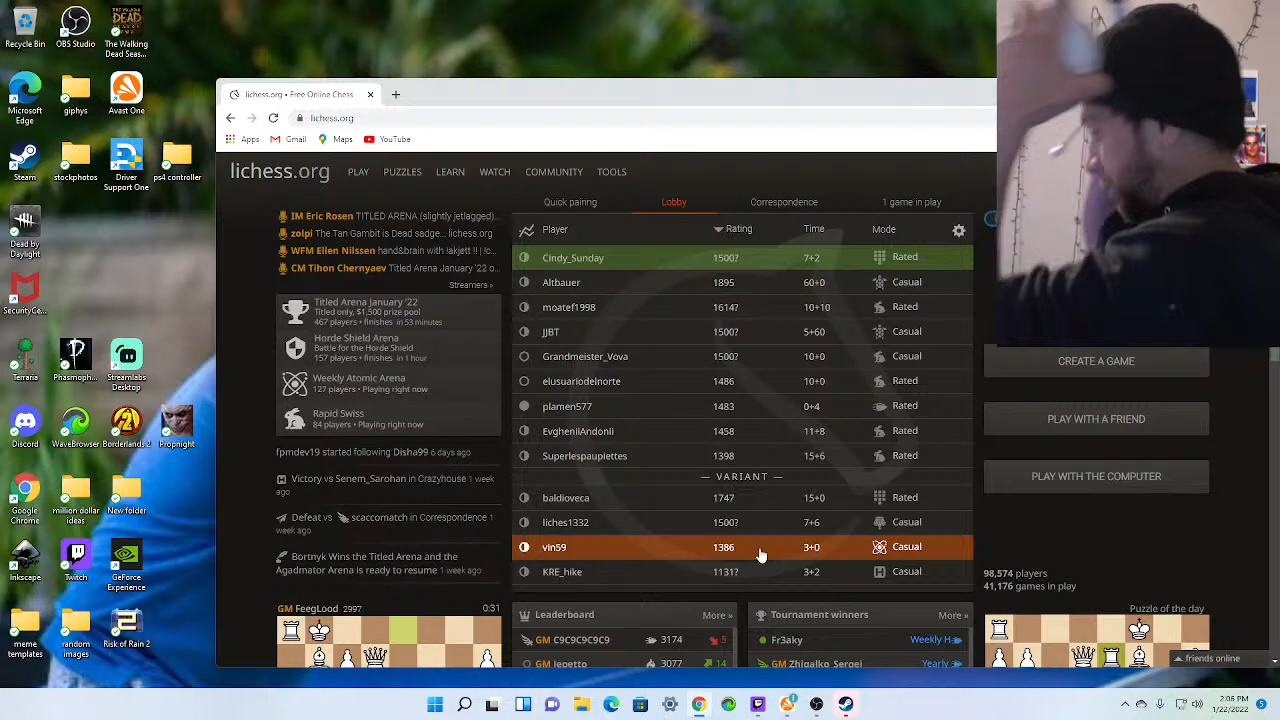 Recycle Bin
OBS Studio
The Walking Dead
Microsoft Edge
giphys
Avast One
Steam
stockphotos
Driver Support One
ps4 controller
Dead by Daylight
SecurityCe...
Terraria
Phasmoph...
Streamlabs Desktop
Discord
WaveBrowser
Borderlands 2
Propnight
Google Chrome
million dollar ideas
New folder
Inkscape
Twitch
GeForce Experience
meme templates
random images
Risk of Rain 2
lichess.org • Free Online Chess
lichess.org
Apps
Gmail
Maps
YouTube
lichess.org
PLAY PUZZLES LEARN WATCH COMMUNITY TOOLS
IM Eric Rosen TITLED ARENA (slightly jetlagged)...
zolpi The Tan Gambit is Dead sadge... lichess.org
WFM Ellen Nilssen hand&brain with lakjett !! |!c...
CM Tihon Chernyaev Titled Arena January '22 o...
Streamers »
Titled Arena January '22
Titled only, $1,500 prize pool
467 players • finishes in 53 minutes
Horde Shield Arena
Battle for the Horde Shield
157 players • finishes in 1 hour
Weekly Atomic Arena
127 players • Playing right now
Rapid Swiss
84 players • Playing right now
fpmdev19 started following Disha99 6 days ago
Victory vs Senem_Sarohan in Crazyhouse 1 week ago
Defeat vs scaccomatch in Correspondence 1 week ago
Bortnyk Wins the Titled Arena and the Agadmator Arena is ready to resume 1 week ago
GM FeegLood 2997 0:31
Quick pairing Lobby Correspondence 1 game in play
Player Rating Time Mode
Cindy_Sunday 1500? 7+2 Rated
Altbauer 1895 60+0 Casual
moatef1998 1614? 10+10 Rated
JJBT 1500? 5+60 Casual
Grandmeister_Vova 1500? 10+0 Rated
elusuariodelnorte 1486 10+0 Rated
plamen577 1483 0+4 Rated
EvgheniiAndonii 1458 11+8 Rated
Superlespaupiettes 1398 15+6 Rated
— VARIANT —
baldioveca 1747 15+0 Rated
liches1332 1500? 7+6 Casual
vin59 1386 3+0 Casual
KRE_hike 1131? 3+2 Casual
Leaderboard More »
GM C9C9C9C9C9 3174 5
GM Jepetto 3077 14
Tournament winners More »
Fr3aky Weekly H
GM Zhigalko_Sergei Yearly
CREATE A GAME
PLAY WITH A FRIEND
PLAY WITH THE COMPUTER
98,574 players
41,176 games in play
Puzzle of the day
friends online
2:06 PM
1/22/2022
5